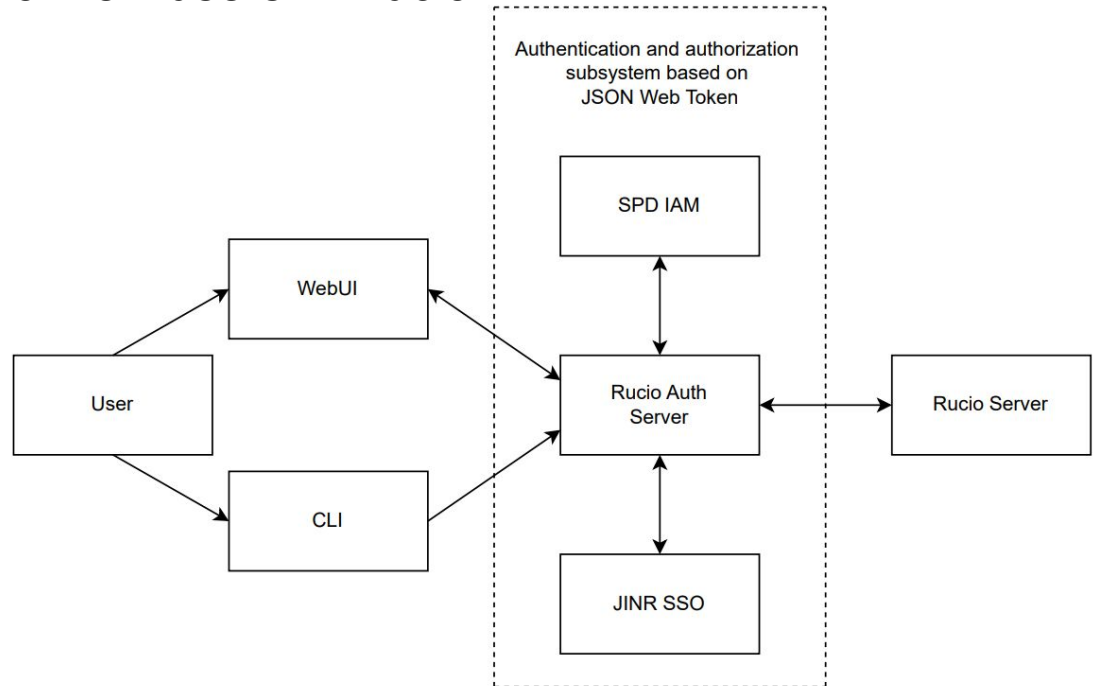 Authentication and authorization
subsystem based on
JSON Web Token
SPD IAM
WebUI
User
Rucio Auth
Server
Rucio Server
CLI
JINR SSO